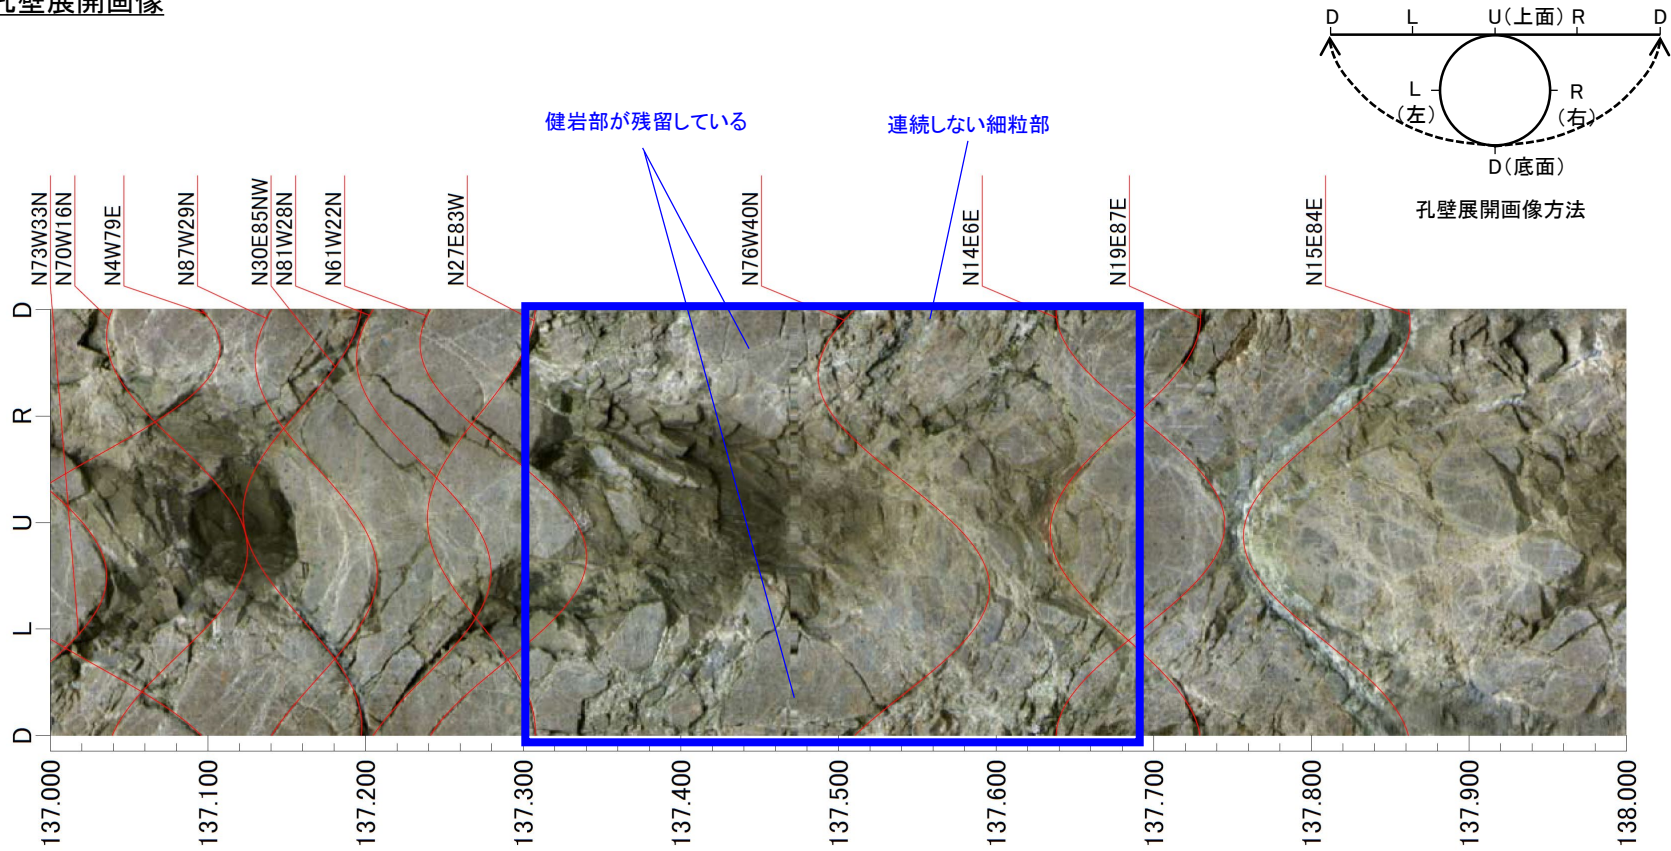 孔壁展開画像
D L U(上面) R D
L
(左)
R
(右)
D(底面)
孔壁展開画像方法
健岩部が残留している
連続しない細粒部
N73W33N
N70W16N
N4W79E
N87W29N
N30E85NW
N81W28N
N61W22N
N27E83W
N76W40N
N14E6E
N19E87E
N15E84E
D
R
U
L
D
137.000
137.100
137.200
137.300
137.400
137.500
137.600
137.700
137.800
137.900
138.000